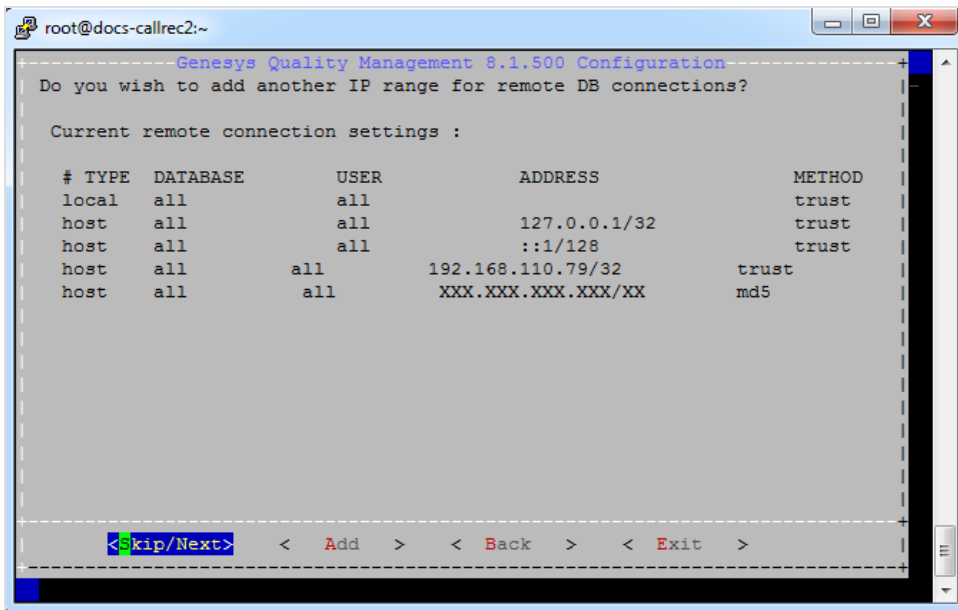 root@docs-callrec2:~
Genesys Quality Management 8.1.500 Configuration
Do you wish to add another IP range for remote DB connections?
Current remote connection settings :
# TYPE DATABASE USER ADDRESS METHOD
local all all trust
host all all 127.0.0.1/32 trust
host all all ::1/128 trust
host all all 192.168.110.79/32 trust
host all all XXX.XXX.XXX.XXX/XX md5
<Skip/Next> < Add > < Back > < Exit >